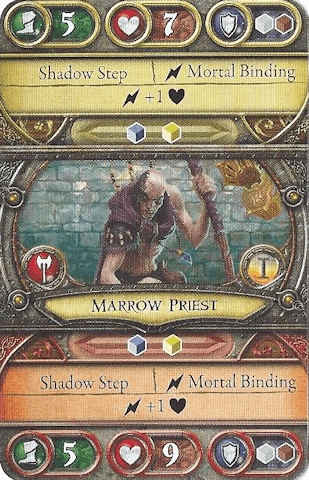 5 7
Shadow Step Mortal Binding
+1
I
MARROW PRIEST
Shadow Step Mortal Binding
+1
5 9